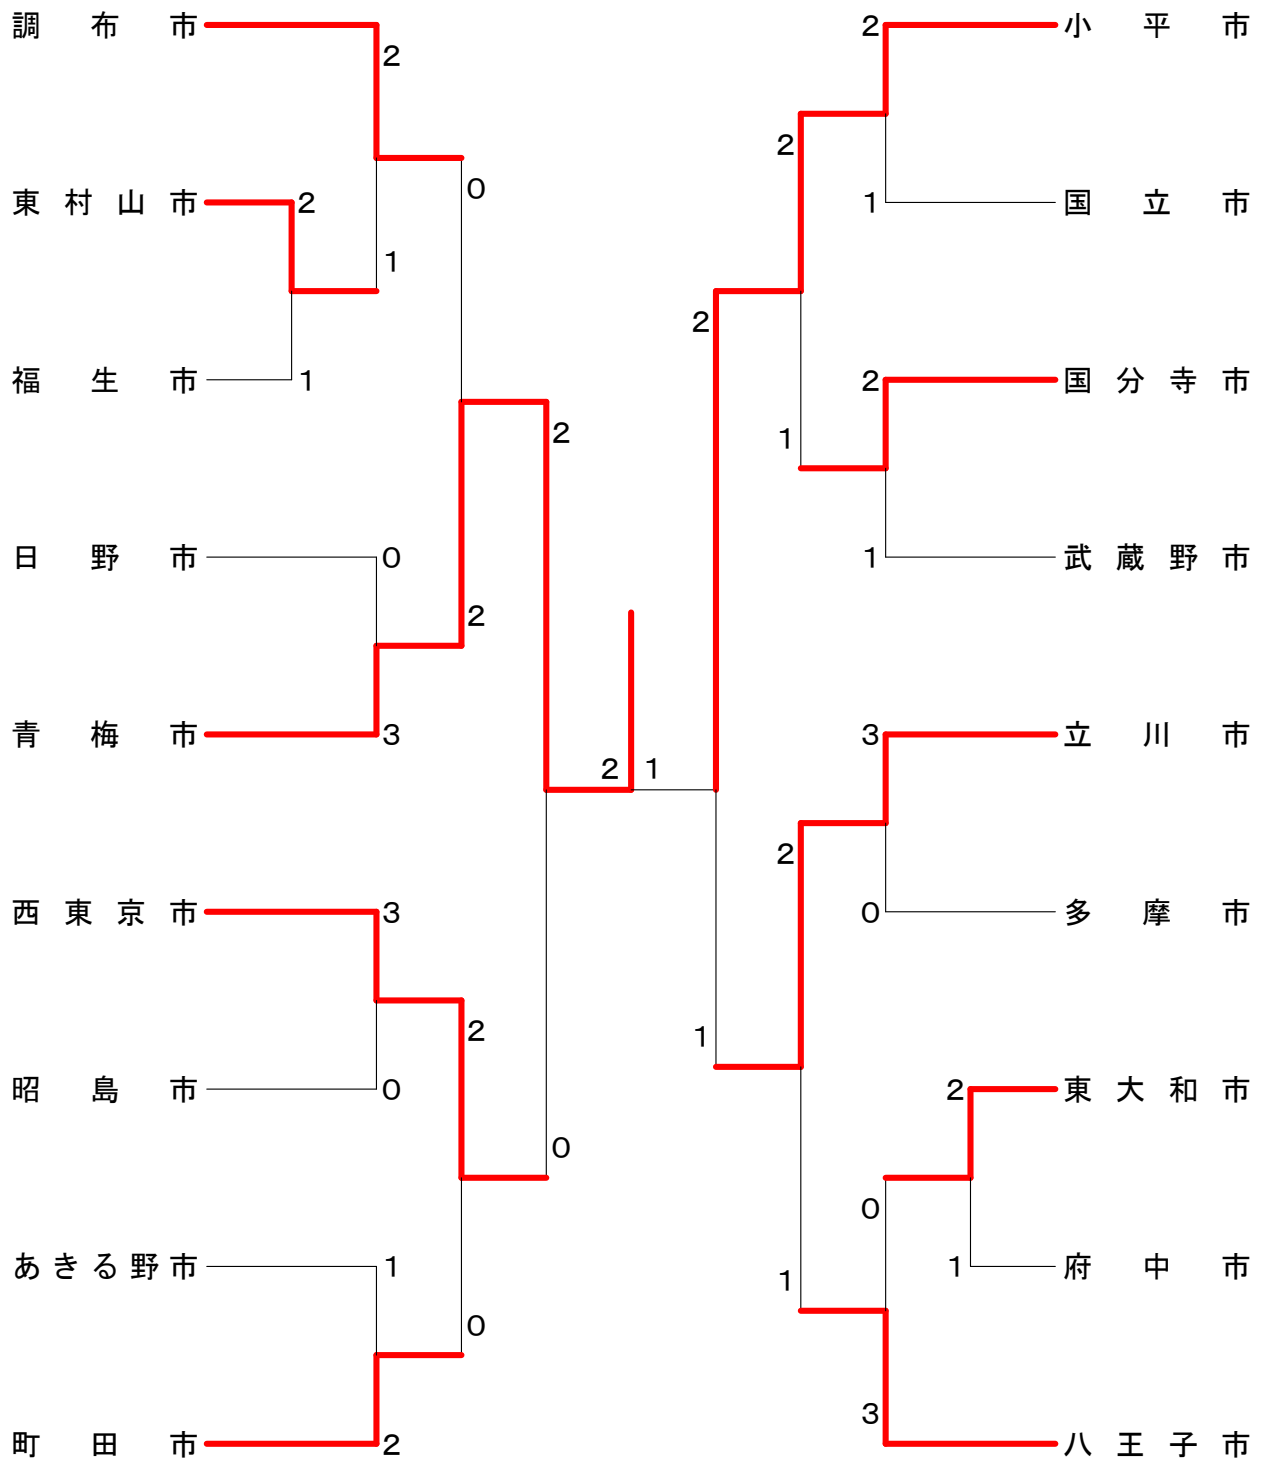 調布市
2
小平市
2
2
0
2
東村山市
2
1
国立市
1
2
福生市
1
2
国分寺市
2
1
日野市
0
1
武蔵野市
2
青梅市
3
2 1
3
立川市
2
西東京市
3
0
多摩市
2
1
昭島市
0
2
東大和市
0
0
あきる野市
1
1
府中市
1
0
3
町田市
2
八王子市